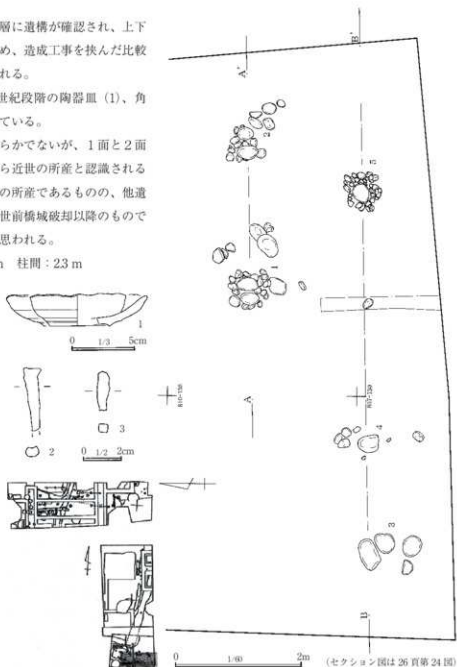 層に遺構が確認され、上下
め、造成工事を挟んだ比較
れる。
世紀段階の陶器皿 (1)、角
ている。
らかでないが、1面と2面
ら近世の所産と認識される
の所産であるものの、他遺
世前橋城破却以降のもので
思われる。
m 柱間：2.3 m
1
0 1/3 5cm
2
3
0 1/2 2cm
A'
B'
2
5
1
A
4
3
B
0 1/60 2m
(セクション図は 26 頁第 24 図)